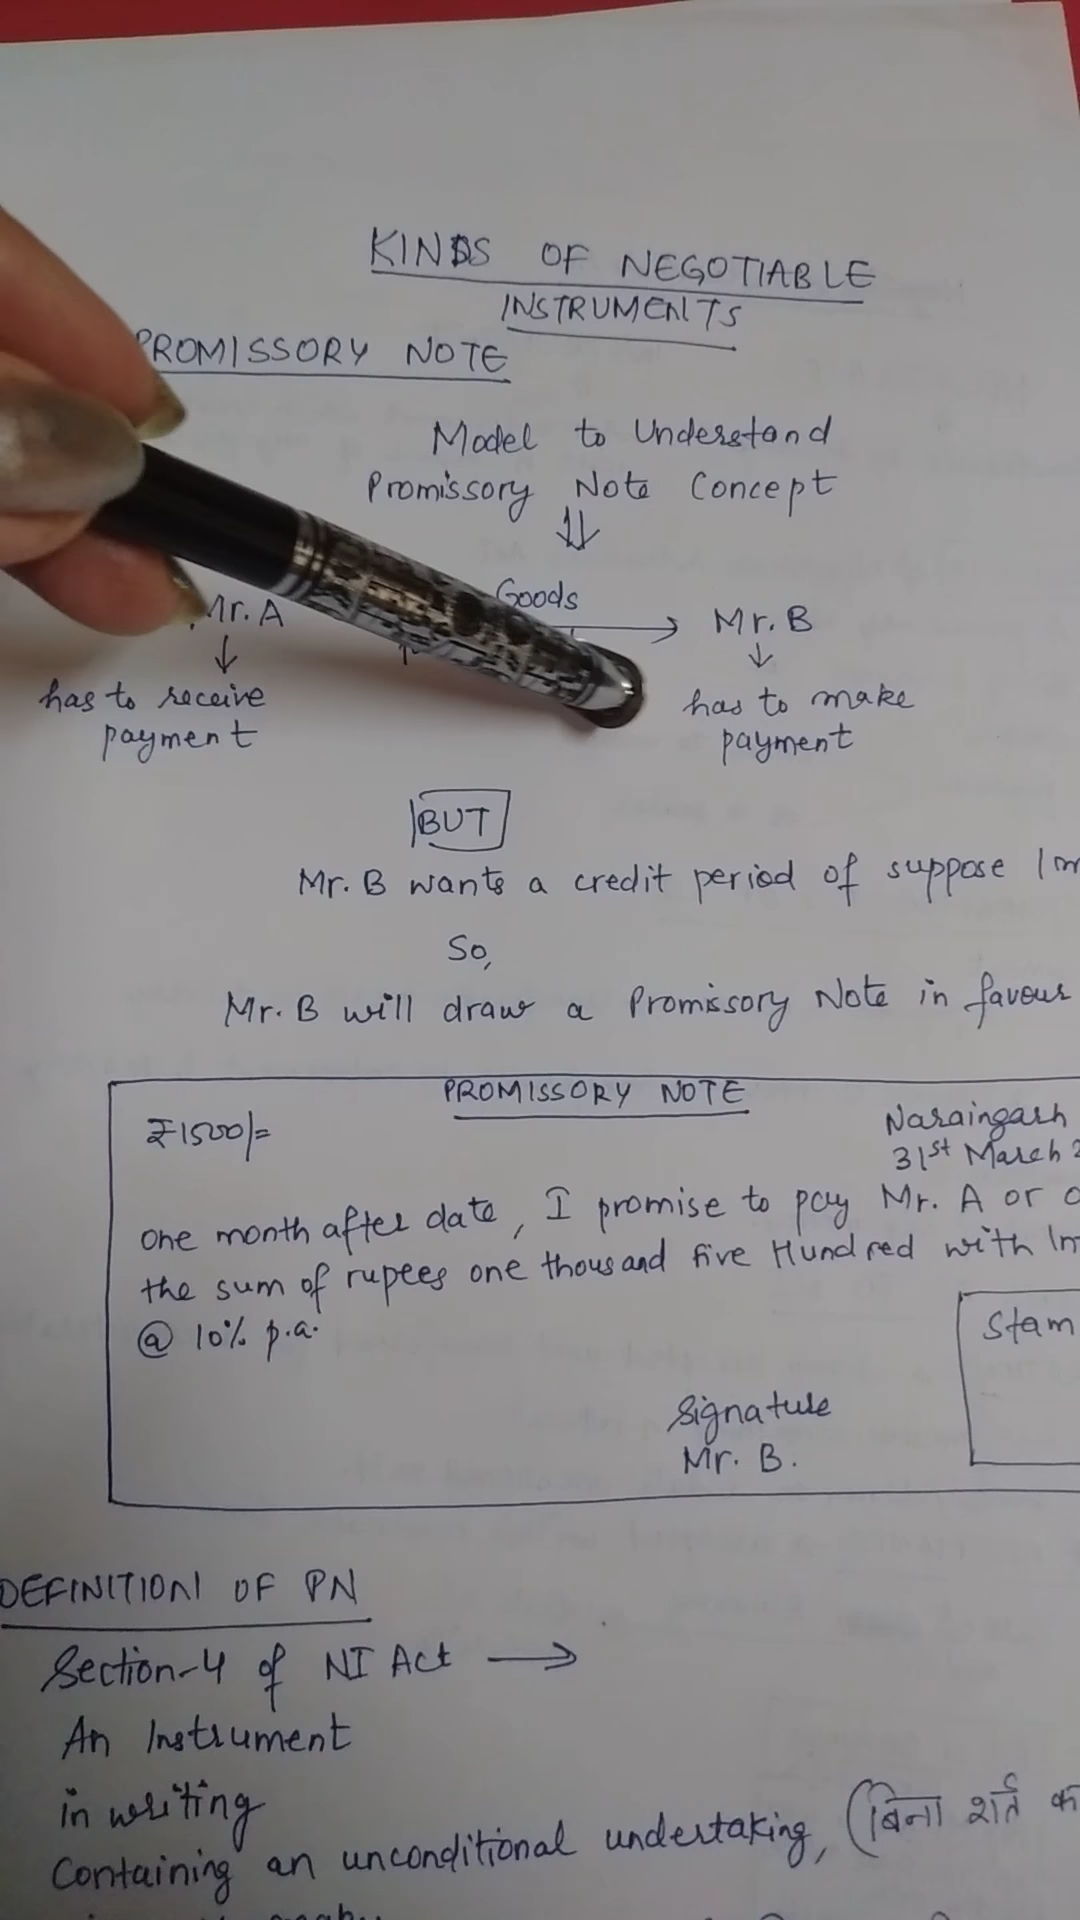 KINDS OF NEGOTIABLE
INSTRUMENTS
PROMISSORY NOTE
Model to Understand
Promissory Note Concept
Goods
Mr. A
Mr. B
has to receive
payment
has to make
payment
BUT
Mr. B wants a credit period of suppose 1
So,
Mr. B will draw a Promissory Note in favour
PROMISSORY NOTE
₹1500/=
Naraingarh
31st March
one month after date, I promise to pay Mr. A or
the sum of rupees one thousand five Hundred with
@ 10% p.a.
Stam
Signature
Mr. B.
DEFINITION OF PN
Section-4 of NI Act →
An Instrument
in writing
Containing an unconditional undertaking, (बिना शर्त